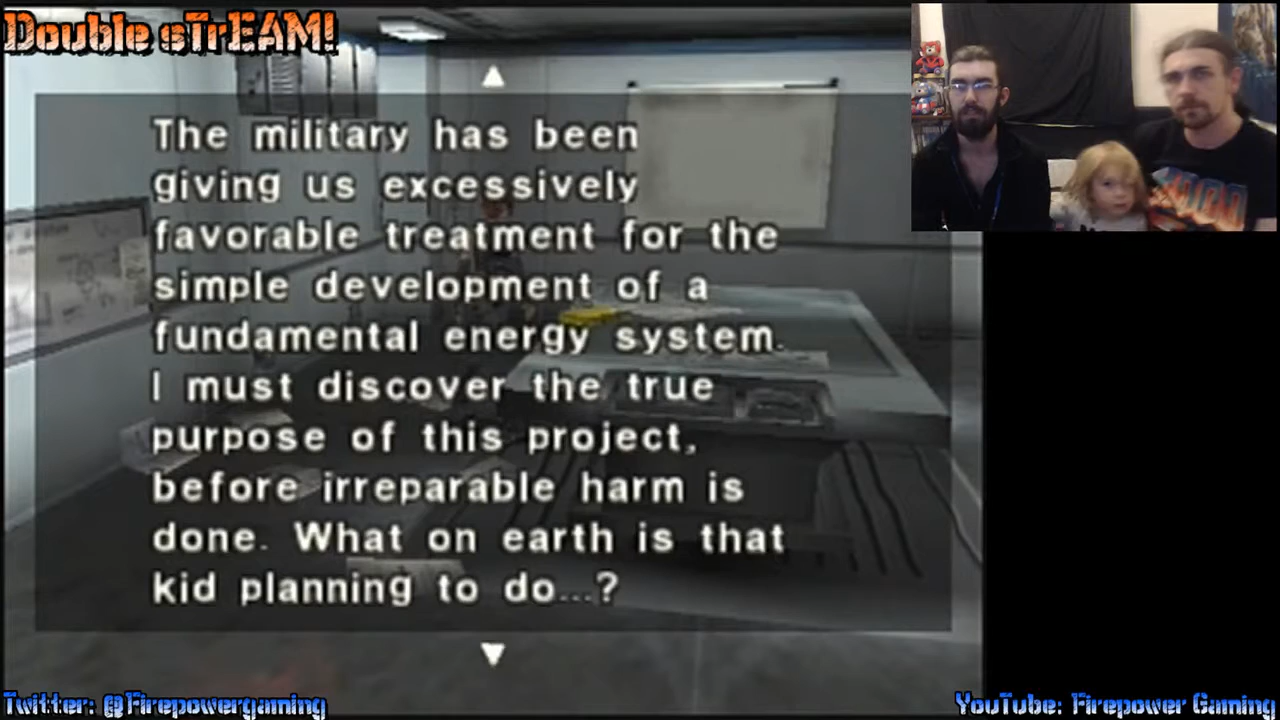 Double sTrEAM!
The military has been
giving us excessively
favorable treatment for the
simple development of a
fundamental energy system.
I must discover the true
purpose of this project,
before irreparable harm is
done. What on earth is that
kid planning to do...?
Twitter: @Firepowergaming
YouTube: Firepower Gaming